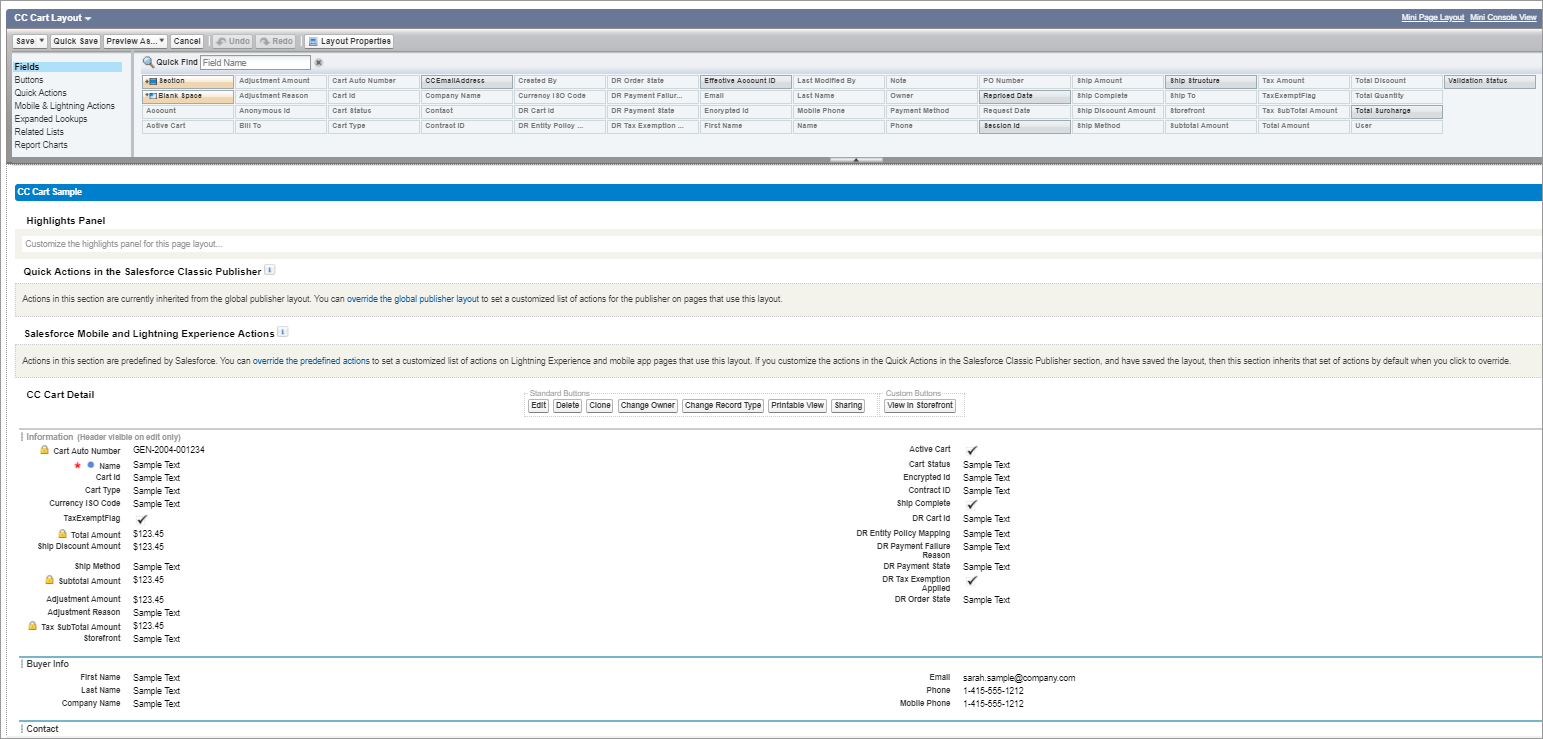 CC Cart Layout
Mini Page Layout Mini Console View
Save Quick Save Preview As... Cancel Undo Redo Layout Properties
Fields
Buttons
Quick Actions
Mobile & Lightning Actions
Expanded Lookups
Related Lists
Report Charts
Quick Find Field Name
Section Adjustment Amount Cart Auto Number CCEmailAddress Created By DR Order State Effective Account ID Last Modified By Note PO Number Ship Amount Ship Structure Tax Amount Total Discount Validation Status
Blank Space Adjustment Reason Cart Id Company Name Currency ISO Code DR Payment Failur... Email Last Name Owner Repriced Date Ship Complete Ship To TaxExemptFlag Total Quantity
Account Anonymous Id Cart Status Contact DR Cart Id DR Payment State Encrypted Id Mobile Phone Payment Method Request Date Ship Discount Amount Storefront Tax SubTotal Amount Total Surcharge
Active Cart Bill To Cart Type Contract ID DR Entity Policy ... DR Tax Exemption ... First Name Name Phone Session Id Ship Method Subtotal Amount Total Amount User
CC Cart Sample
Highlights Panel
Customize the highlights panel for this page layout...
Quick Actions in the Salesforce Classic Publisher
Actions in this section are currently inherited from the global publisher layout. You can override the global publisher layout to set a customized list of actions for the publisher on pages that use this layout.
Salesforce Mobile and Lightning Experience Actions
Actions in this section are predefined by Salesforce. You can override the predefined actions to set a customized list of actions on Lightning Experience and mobile app pages that use this layout. If you customize the actions in the Quick Actions in the Salesforce Classic Publisher section, and have saved the layout, then this section inherits that set of actions by default when you click to override.
CC Cart Detail
Standard Buttons
Edit Delete Clone Change Owner Change Record Type Printable View Sharing
Custom Buttons
View in Storefront
Information (Header visible on edit only)
Cart Auto Number GEN-2004-001234
Name Sample Text
Cart Id Sample Text
Cart Type Sample Text
Currency ISO Code Sample Text
TaxExemptFlag
Total Amount $123.45
Ship Discount Amount $123.45
Ship Method Sample Text
Subtotal Amount $123.45
Adjustment Amount $123.45
Adjustment Reason Sample Text
Tax SubTotal Amount $123.45
Storefront Sample Text
Active Cart
Cart Status Sample Text
Encrypted Id Sample Text
Contract ID Sample Text
Ship Complete
DR Cart Id Sample Text
DR Entity Policy Mapping Sample Text
DR Payment Failure Sample Text
Reason
DR Payment State Sample Text
DR Tax Exemption
Applied
DR Order State Sample Text
Buyer Info
First Name Sample Text
Last Name Sample Text
Company Name Sample Text
Email sarah.sample@company.com
Phone 1-415-555-1212
Mobile Phone 1-415-555-1212
Contact